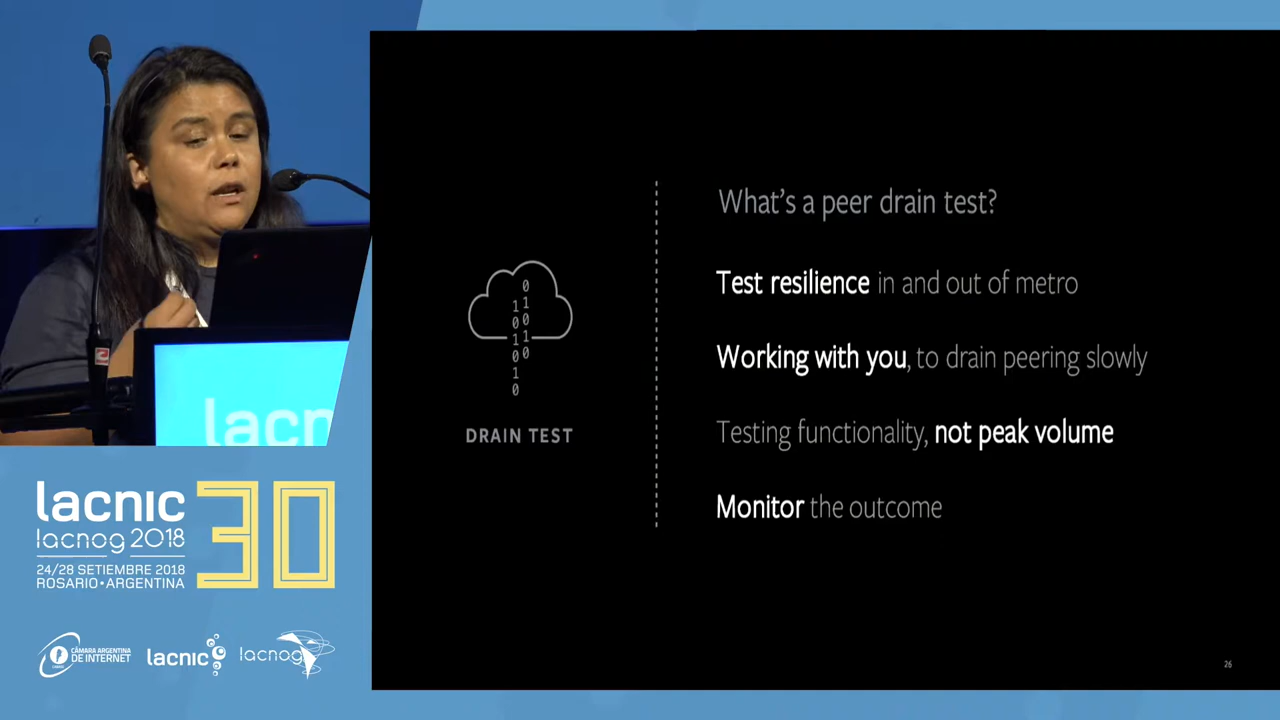 What's a peer drain test?
Test resilience in and out of metro
Working with you, to drain peering slowly
Testing functionality, not peak volume
Monitor the outcome
0
1 1
0 0
1 1
0 0
1
0
DRAIN TEST
26
lacnic
lacnic 30
lacnog 2018
24/28 SETIEMBRE 2018
ROSARIO•ARGENTINA
CÁMARA ARGENTINA
DE INTERNET
lacnic
lacnog